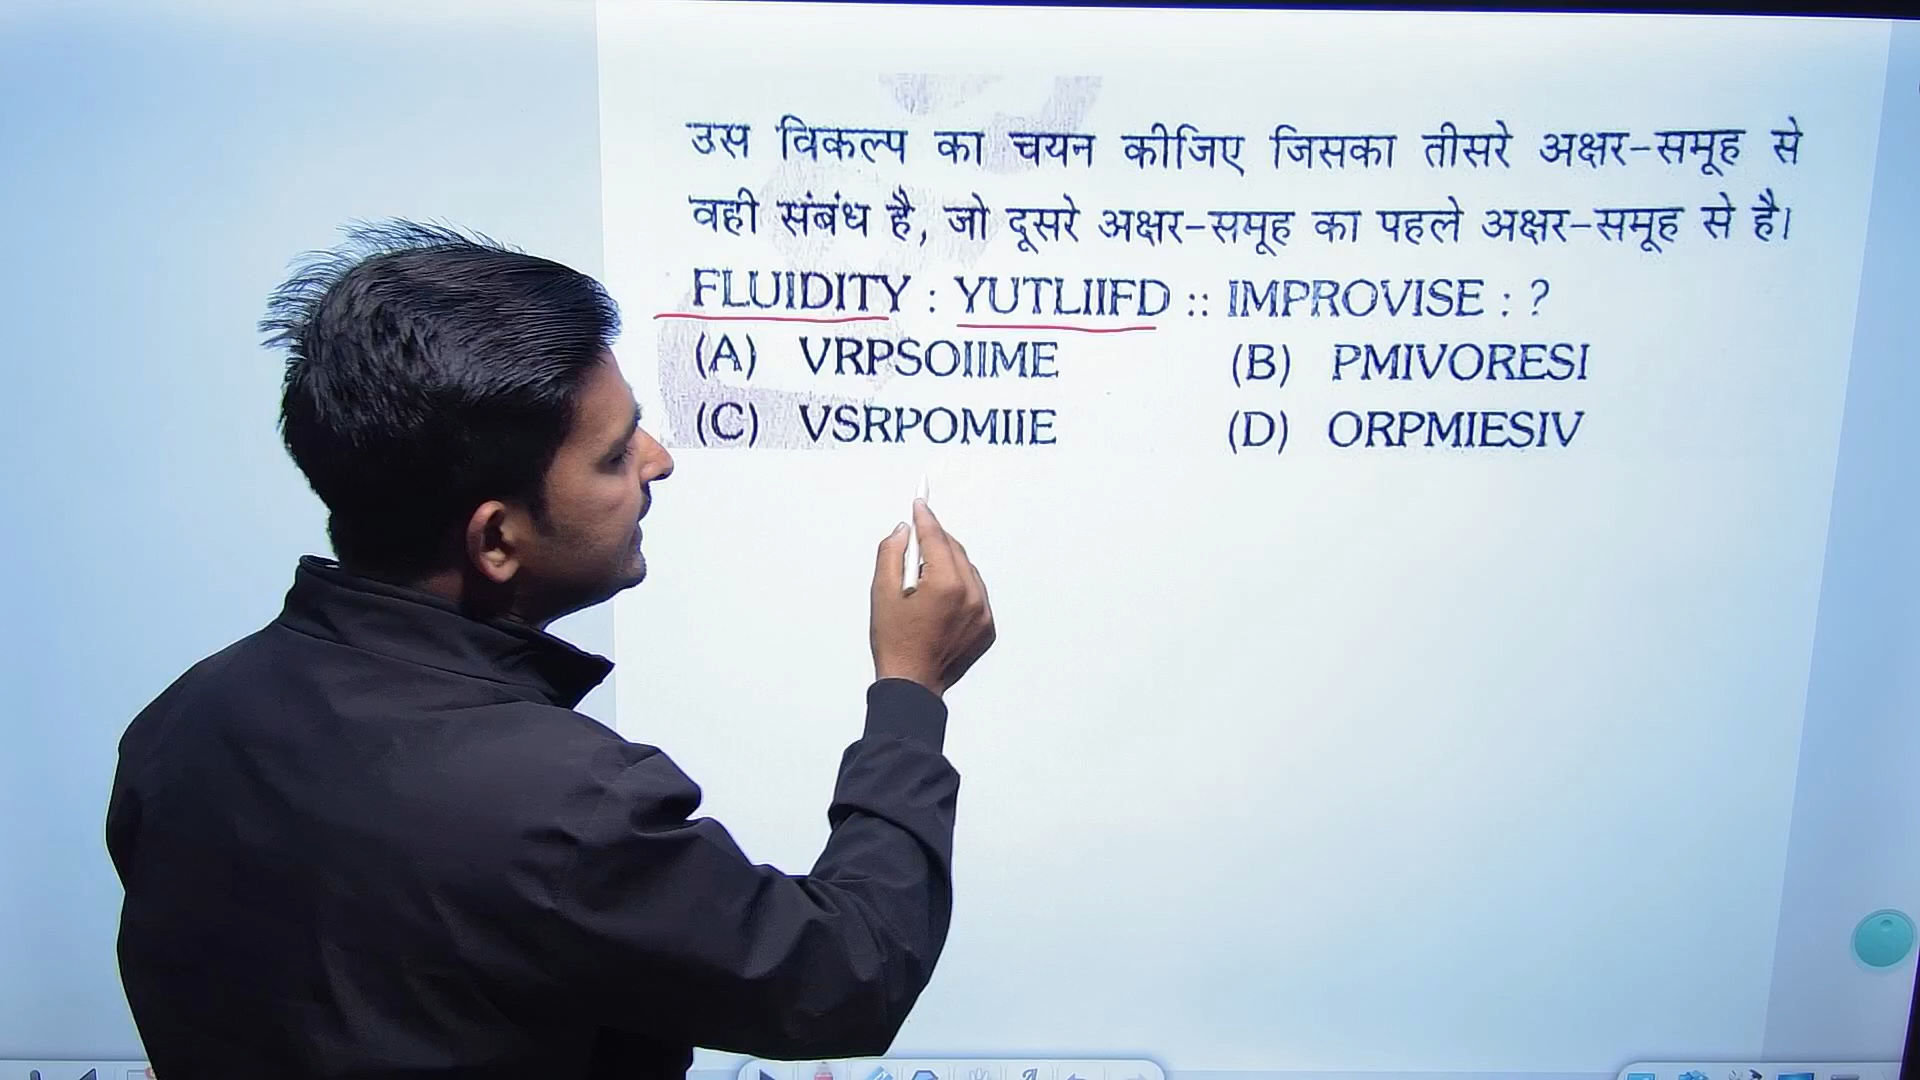 उस विकल्प का चयन कीजिए जिसका तीसरे अक्षर-समूह से
वही संबंध है, जो दूसरे अक्षर-समूह का पहले अक्षर-समूह से है।
FLUIDITY : YUTLIIFD :: IMPROVISE : ?
(A) VRPSOIIME (B) PMIVORESI
(C) VSRPOMIIE (D) ORPMIESIV